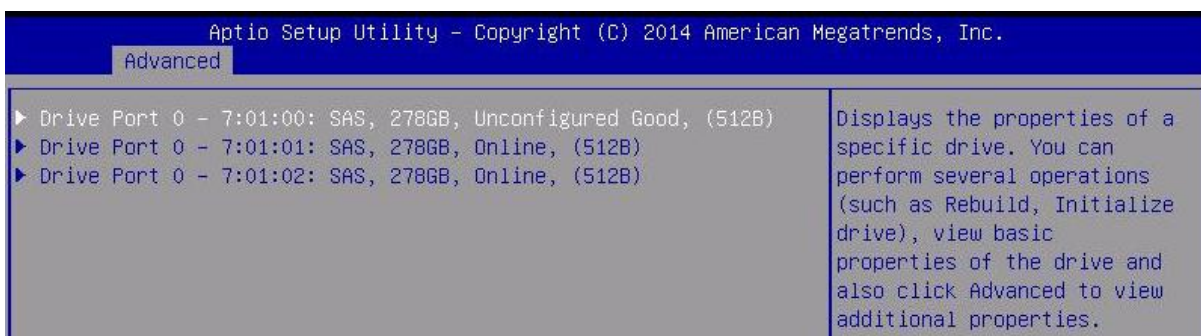 Aptio Setup Utility – Copyright (C) 2014 American Megatrends, Inc.
Advanced
▶ Drive Port 0 – 7:01:00: SAS, 278GB, Unconfigured Good, (512B)
▶ Drive Port 0 – 7:01:01: SAS, 278GB, Online, (512B)
▶ Drive Port 0 – 7:01:02: SAS, 278GB, Online, (512B)
Displays the properties of a
specific drive. You can
perform several operations
(such as Rebuild, Initialize
drive), view basic
properties of the drive and
also click Advanced to view
additional properties.